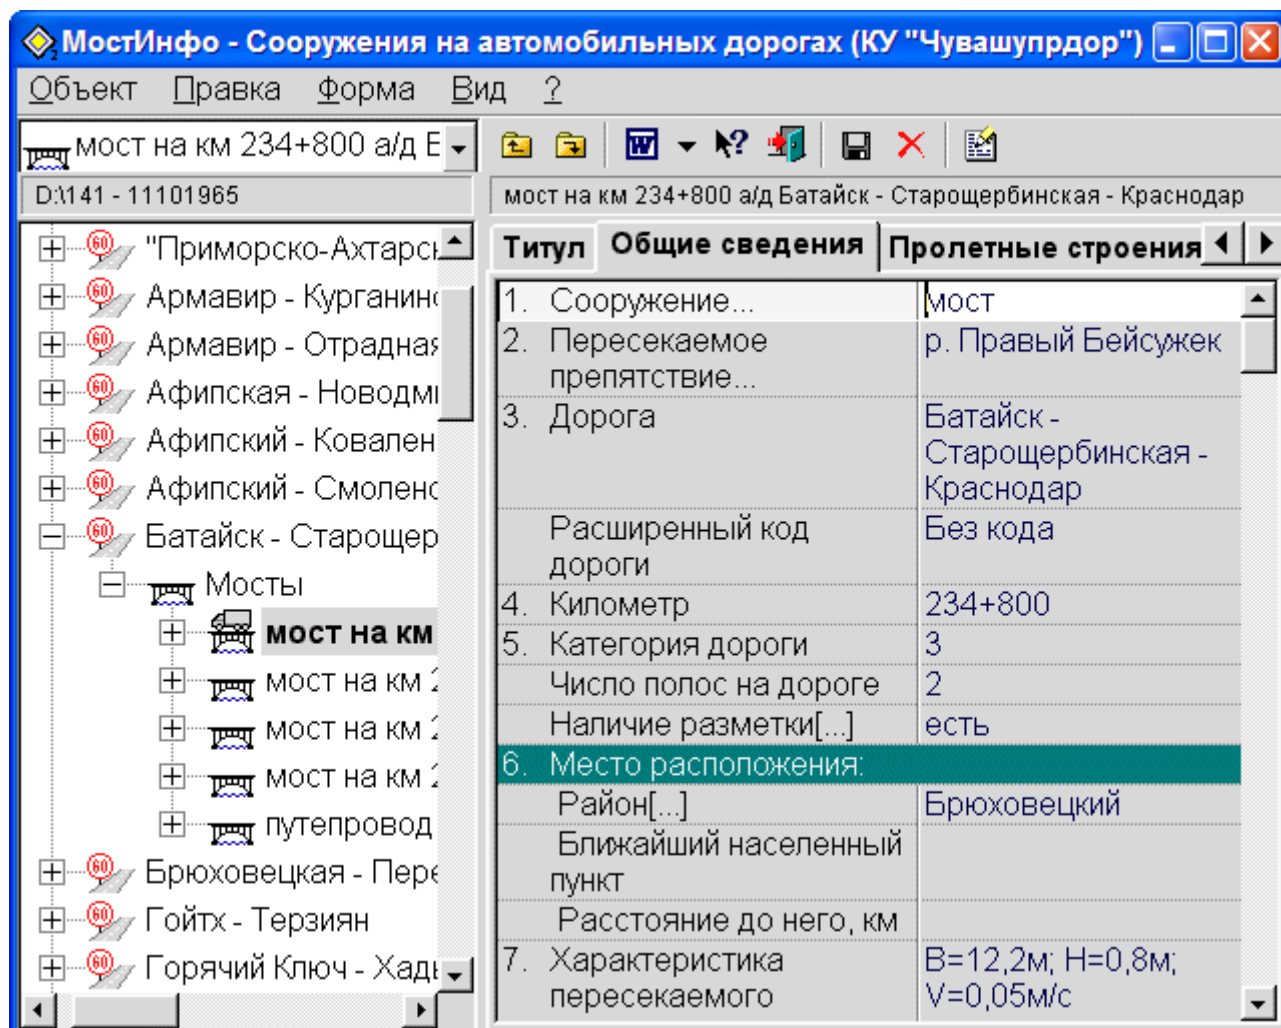 МостИнфо - Сооружения на автомобильных дорогах (КУ "Чувашупрдор")
Объект Правка Форма Вид ?
мост на км 234+800 а/д
D:\141 - 11101965
мост на км 234+800 а/д Батайск - Старощербинская - Краснодар
"Приморско-Ахтарс
Армавир - Курганин
Армавир - Отрадна
Афипская - Новодм
Афипский - Ковален
Афипский - Смолен
Батайск - Старощер
Мосты
мост на км
мост на км 2
мост на км 2
мост на км 2
путепровод
Брюховецкая - Пере
Гойтх - Терзиян
Горячий Ключ - Хад
Титул Общие сведения Пролетные строения
1. Сооружение... мост
2. Пересекаемое р. Правый Бейсужек
препятствие...
3. Дорога Батайск -
Старощербинская -
Краснодар
Расширенный код Без кода
дороги
4. Километр 234+800
5. Категория дороги 3
Число полос на дороге 2
Наличие разметки[...] есть
6. Место расположения:
Район[...] Брюховецкий
Ближайший населенный
пункт
Расстояние до него, км
7. Характеристика B=12,2м; H=0,8м;
пересекаемого V=0,05м/с